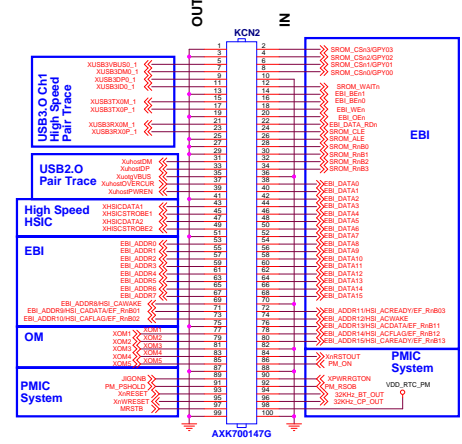 OUT
IN
KCN2
USB3.O Ch1
High Speed
Pair Trace
XUSB3VBUS0_1
XUSB3DM0_1
XUSB3DP0_1
XUSB3ID0_1
XUSB3TX0M_1
XUSB3TX0P_1
XUSB3RX0M_1
XUSB3RX0P_1
USB2.O
Pair Trace
XuhostDM
XuhostDP
XuotgVBUS
XuhostOVERCUR
XuhostPWREN
High Speed
HSIC
XHSICDATA1
XHSICSTROBE1
XHSICDATA2
XHSICSTROBE2
EBI
EBI_ADDR0
EBI_ADDR1
EBI_ADDR2
EBI_ADDR3
EBI_ADDR4
EBI_ADDR5
EBI_ADDR6
EBI_ADDR7
EBI_ADDR8/HSI_CAWAKE
EBI_ADDR9/HSI_CADATA/EF_RnB01
EBI_ADDR10/HSI_CAFLAG/EF_RnB02
OM
XOM1 XOM1
XOM2 XOM2
XOM3 XOM3
XOM4 XOM4
XOM5 XOM5
PMIC
System
JIGONB
PM_PSHOLD
XnRESET
XnWRESET
MRSTB
1
3
5
7
9
11
13
15
17
19
21
23
25
27
29
31
33
35
37
39
41
43
45
47
49
51
53
55
57
59
61
63
65
67
69
71
73
75
77
79
81
83
85
87
89
91
93
95
97
99
2
4
6
8
10
12
14
16
18
20
22
24
26
28
30
32
34
36
38
40
42
44
46
48
50
52
54
56
58
60
62
64
66
68
70
72
74
76
78
80
82
84
86
88
90
92
94
96
98
100
SROM_CSn3/GPY03
SROM_CSn2/GPY02
SROM_CSn1/GPY01
SROM_CSn0/GPY00
SROM_WAITn
EBI_BEn1
EBI_BEn0
EBI_WEn
EBI_OEn
EBI_DATA_RDn
SROM_CLE
SROM_ALE
SROM_RnB0
SROM_RnB1
SROM_RnB2
SROM_RnB3
EBI
EBI_DATA0
EBI_DATA1
EBI_DATA2
EBI_DATA3
EBI_DATA4
EBI_DATA5
EBI_DATA6
EBI_DATA7
EBI_DATA8
EBI_DATA9
EBI_DATA10
EBI_DATA11
EBI_DATA12
EBI_DATA13
EBI_DATA14
EBI_DATA15
EBI_ADDR11/HSI_ACREADY/EF_RnB03
EBI_ADDR12/HSI_ACWAKE
EBI_ADDR13/HSI_ACDATA/EF_RnB11
EBI_ADDR14/HSI_ACFLAG/EF_RnB12
EBI_ADDR15/HSI_CAREADY/EF_RnB13
XnRSTOUT
PM_ON
PMIC
System
XPWRRGTON
PM_RSOB
32KHz_BT_OUT
32KHz_CP_OUT
VDD_RTC_PM
AXK700147G